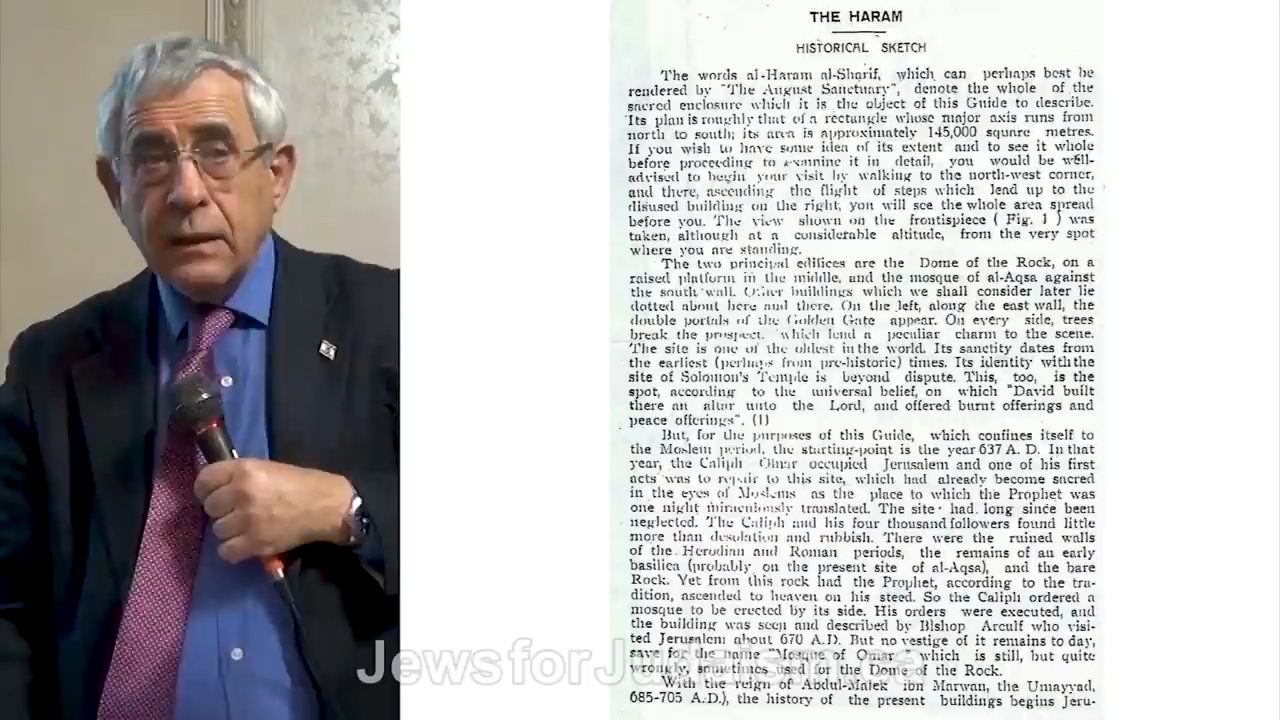 THE HARAM
HISTORICAL SKETCH
The words al-Haram al-Sharif, which can perhaps best be
rendered by "The August Sanctuary", denote the whole of the
sacred enclosure which it is the object of this Guide to describe.
Its plan is roughly that of a rectangle whose major axis runs from
north to south; its area is approximately 145,000 square metres.
If you wish to have some idea of its extent and to see it whole
before proceeding to examine it in detail, you would be well-
advised to begin your visit by walking to the north-west corner,
and there, ascending the flight of steps which lead up to the
disused building on the right, you will see the whole area spread
before you. The view shown on the frontispiece ( Fig. 1 ) was
taken, although at a considerable altitude, from the very spot
where you are standing.
The two principal edifices are the Dome of the Rock, on a
raised platform in the middle, and the mosque of al-Aqsa against
the south wall. Other buildings which we shall consider later lie
dotted about here and there. On the left, along the east wall, the
double portals of the Golden Gate appear. On every side, trees
break the prospect, which lend a peculiar charm to the scene.
The site is one of the oldest in the world. Its sanctity dates from
the earliest (perhaps from pre-historic) times. Its identity with the
site of Solomon's Temple is beyond dispute. This, too, is the
spot, according to the universal belief, on which "David built
there an altar unto the Lord, and offered burnt offerings and
peace offerings". (1)
But, for the purposes of this Guide, which confines itself to
the Moslem period, the starting-point is the year 637 A. D. In that
year, the Caliph Omar occupied Jerusalem and one of his first
acts was to repair to this site, which had already become sacred
in the eyes of Moslems as the place to which the Prophet was
one night miraculously translated. The site had long since been
neglected. The Caliph and his four thousand followers found little
more than desolation and rubbish. There were the ruined walls
of the Herodian and Roman periods, the remains of an early
basilica (probably on the present site of al-Aqsa), and the bare
Rock. Yet from this rock had the Prophet, according to the tra-
dition, ascended to heaven on his steed. So the Caliph ordered a
mosque to be erected by its side. His orders were executed, and
the building was seen and described by Bishop Arculf who visi-
ted Jerusalem about 670 A.D. But no vestige of it remains to day,
save for the name "Mosque of Omar" which is still, but quite
wrongly, sometimes used for the Dome of the Rock.
With the reign of Abdul-Malek ibn Marwan, the Umayyad,
685-705 A.D.), the history of the present buildings begins Jeru-
JewsforJudaism.ca